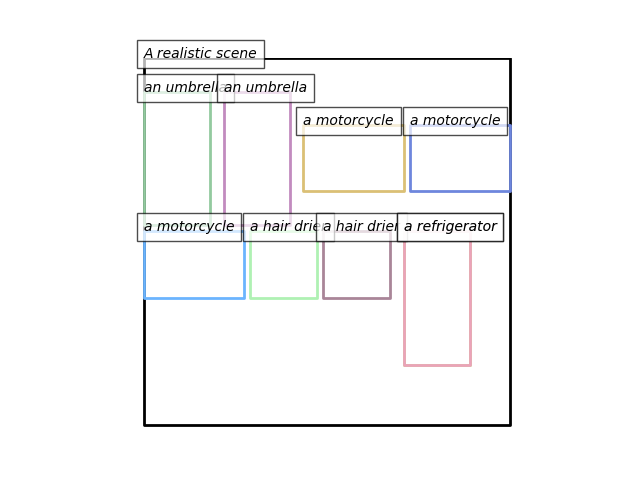 A realistic scene
an umbrella
an umbrella
a motorcycle
a motorcycle
a motorcycle
a hair drier
a hair drier
a refrigerator